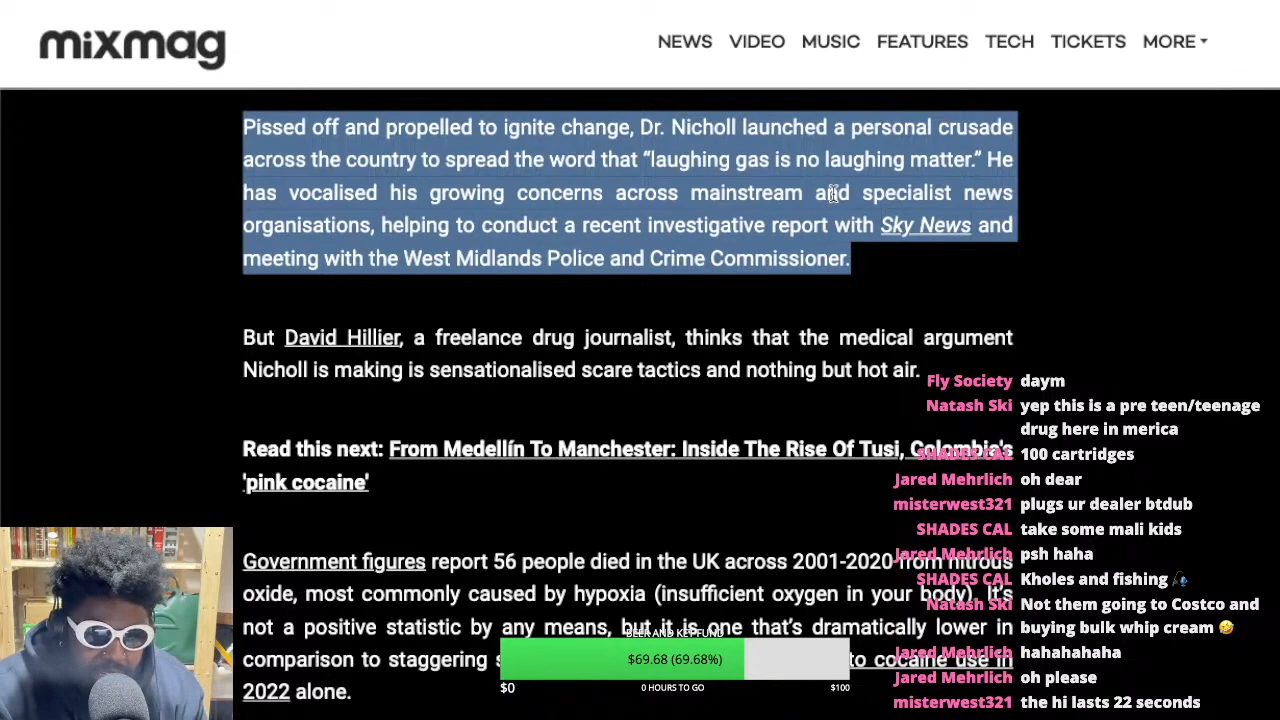 mixmag
NEWS VIDEO MUSIC FEATURES TECH TICKETS MORE
Pissed off and propelled to ignite change, Dr. Nicholl launched a personal crusade
across the country to spread the word that “laughing gas is no laughing matter.” He
has vocalised his growing concerns across mainstream and specialist news
organisations, helping to conduct a recent investigative report with Sky News and
meeting with the West Midlands Police and Crime Commissioner.
But David Hillier, a freelance drug journalist, thinks that the medical argument
Nicholl is making is sensationalised scare tactics and nothing but hot air.
Read this next: From Medellín To Manchester: Inside The Rise Of Tusi, Colombia's
'pink cocaine'
Government figures report 56 people died in the UK across 2001-2020 from nitrous
oxide, most commonly caused by hypoxia (insufficient oxygen in your body). It’s
not a positive statistic by any means, but it is one that’s dramatically lower in
comparison to staggering to cocaine use in
2022 alone.
Fly Society daym
Natash Ski yep this is a pre teen/teenage
drug here in merica
SHADES CAL 100 cartridges
Jared Mehrlich oh dear
misterwest321 plugs ur dealer btdub
SHADES CAL take some mali kids
Jared Mehrlich psh haha
SHADES CAL Kholes and fishing 🎣
Natash Ski Not them going to Costco and
buying bulk whip cream 🤣
Jared Mehrlich hahahahaha
Jared Mehrlich oh please
misterwest321 the hi lasts 22 seconds
BEER AND KET FUND
$69.68 (69.68%)
$0 0 HOURS TO GO $100